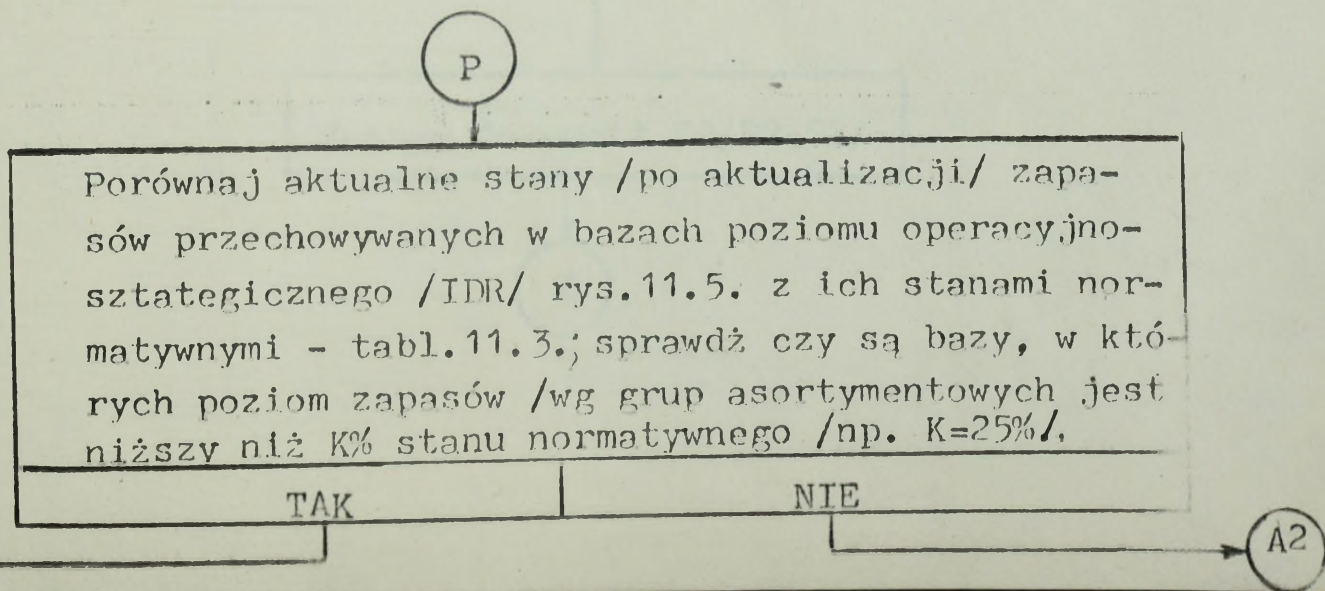 P
Porównaj aktualne stany /po aktualizacji/ zapa-
sów przechowywanych w bazach poziomu operacyjno-
sztategicznego /IDR/ rys.11.5. z ich stanami nor-
matywnymi - tabl.11.3.; sprawdź czy są bazy, w któ-
rych poziom zapasów /wg grup asortymentowych jest
niższy niż K% stanu normatywnego /np. K=25%/.
TAK NIE
A2